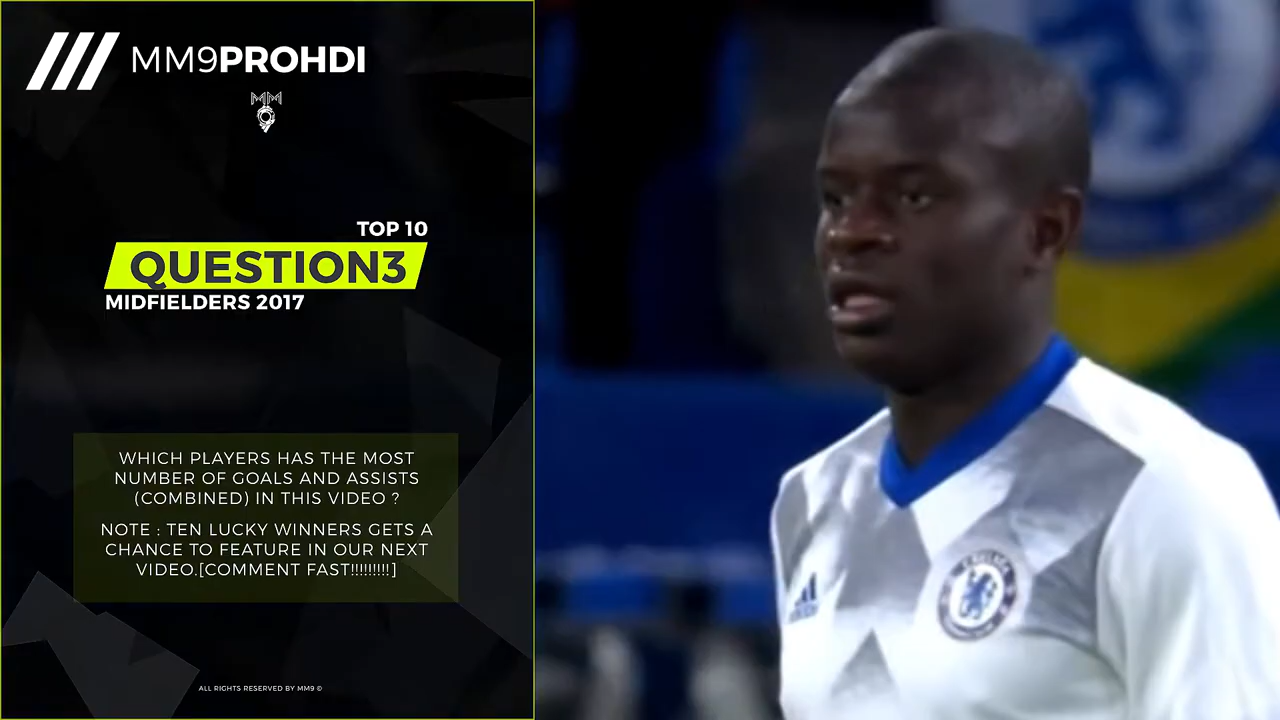 MM9PROHDI
MM
9
TOP 10
QUESTION3
MIDFIELDERS 2017
WHICH PLAYERS HAS THE MOST
NUMBER OF GOALS AND ASSISTS
(COMBINED) IN THIS VIDEO ?
NOTE : TEN LUCKY WINNERS GETS A
CHANCE TO FEATURE IN OUR NEXT
VIDEO.[COMMENT FAST!!!!!!!!!]
ALL RIGHTS RESERVED BY MM9 ©